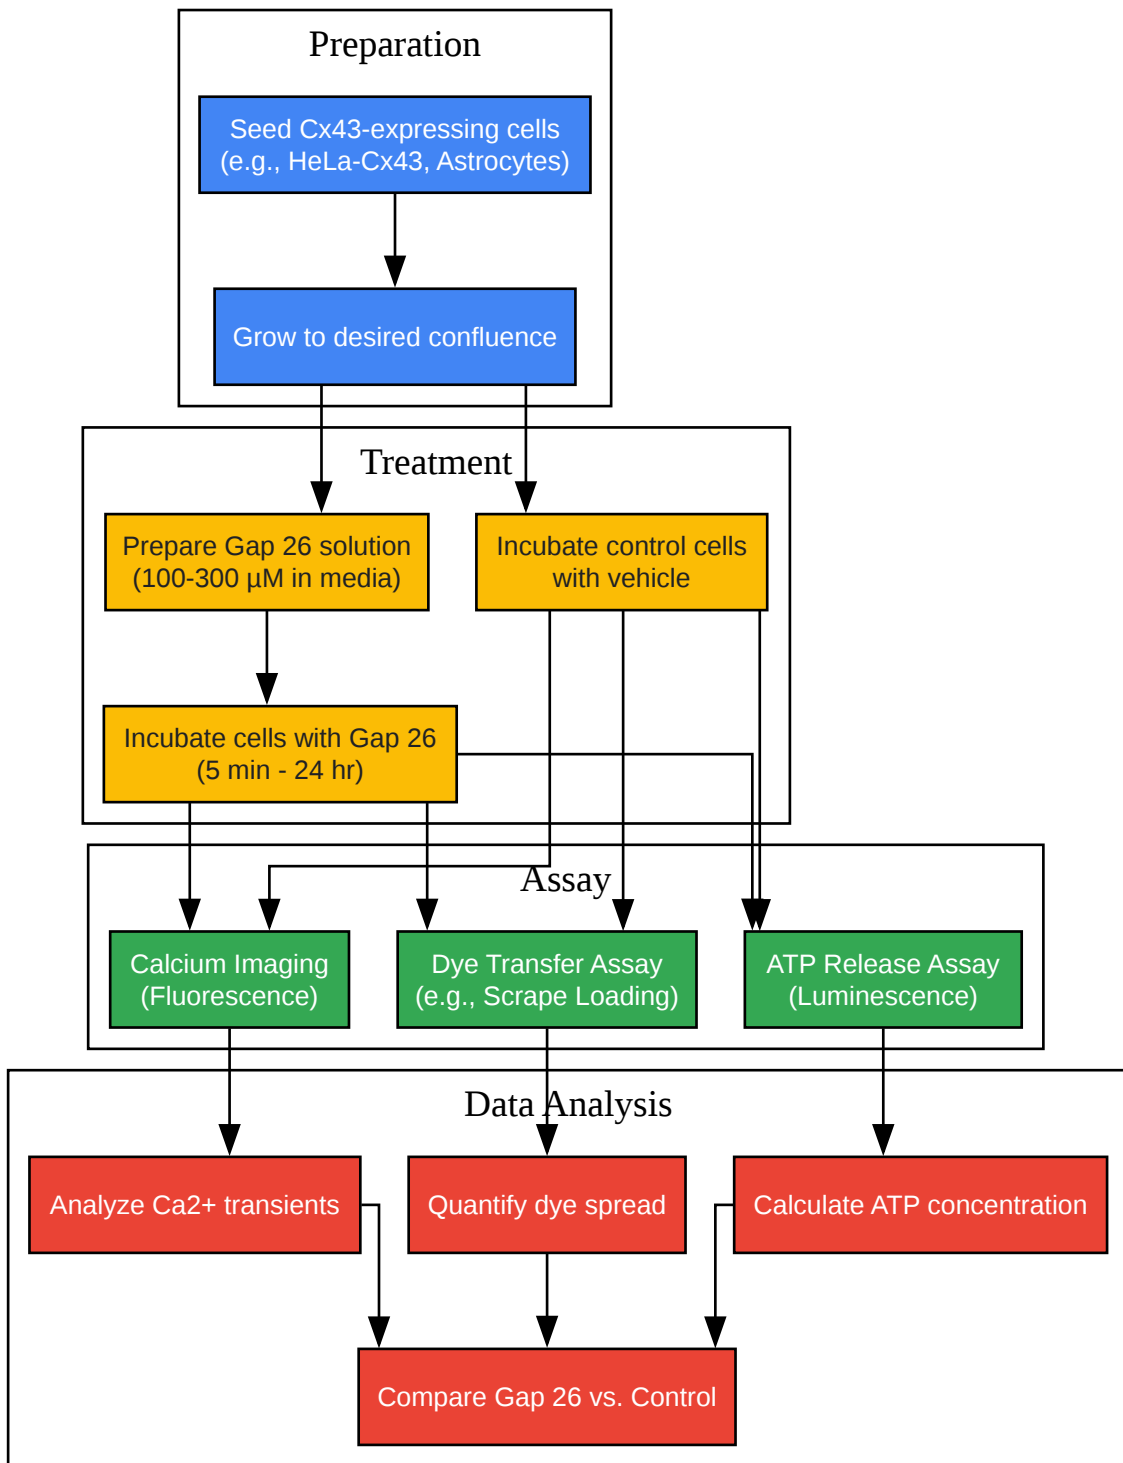 Preparation
Seed Cx43-expressing cells
(e.g., HeLa-Cx43, Astrocytes)
Grow to desired confluence
Treatment
Prepare Gap 26 solution
(100-300 µM in media)
Incubate control cells
with vehicle
Incubate cells with Gap 26
(5 min - 24 hr)
Assay
Calcium Imaging
(Fluorescence)
Dye Transfer Assay
(e.g., Scrape Loading)
ATP Release Assay
(Luminescence)
Data Analysis
Analyze Ca2+ transients
Quantify dye spread
Calculate ATP concentration
Compare Gap 26 vs. Control